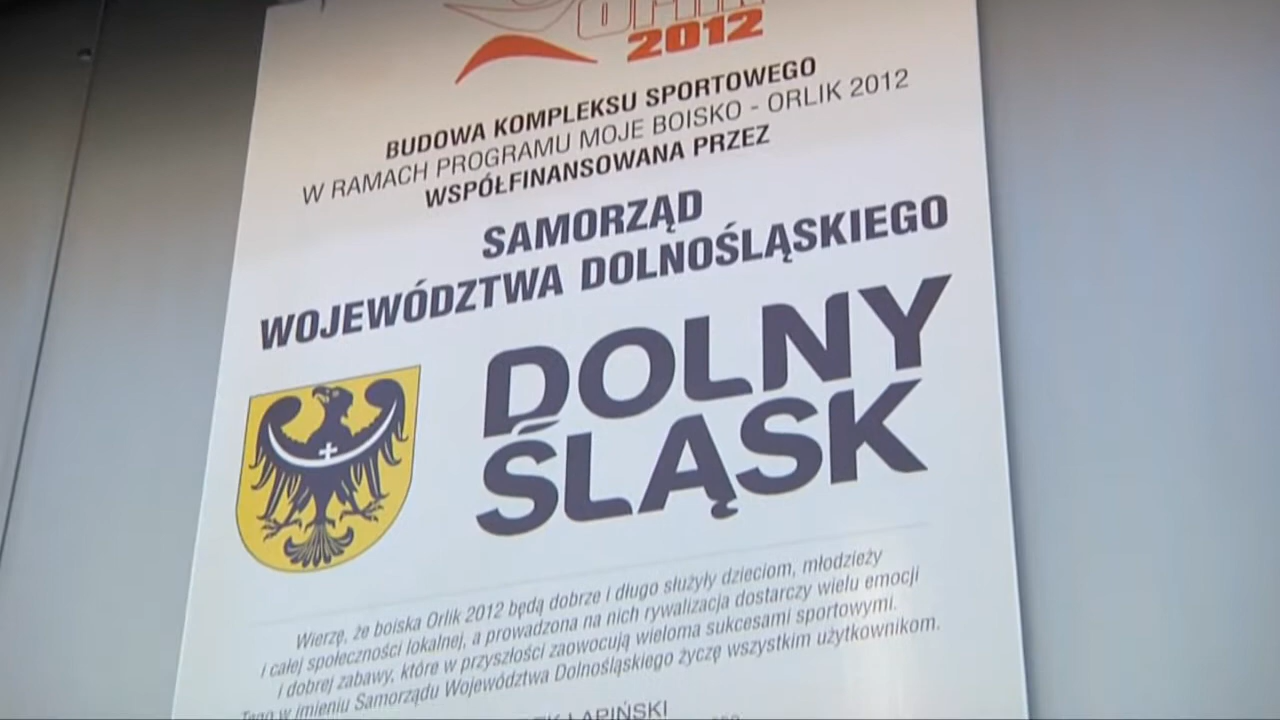 2012
BUDOWA KOMPLEKSU SPORTOWEGO
W RAMACH PROGRAMU MOJE BOISKO - ORLIK 2012
WSPÓŁFINANSOWANA PRZEZ
SAMORZĄD
WOJEWÓDZTWA DOLNOŚLĄSKIEGO
DOLNY
ŚLĄSK
Wierzę, że boiska Orlik 2012 będą dobrze i długo służyły dzieciom, młodzieży
i całej społeczności lokalnej, a prowadzona na nich rywalizacja dostarczy wielu emocji
i dobrej zabawy, które w przyszłości zaowocują wieloma sukcesami sportowymi.
Tego w imieniu Samorządu Województwa Dolnośląskiego życzę wszystkim użytkownikom.
ŁAPIŃSKI